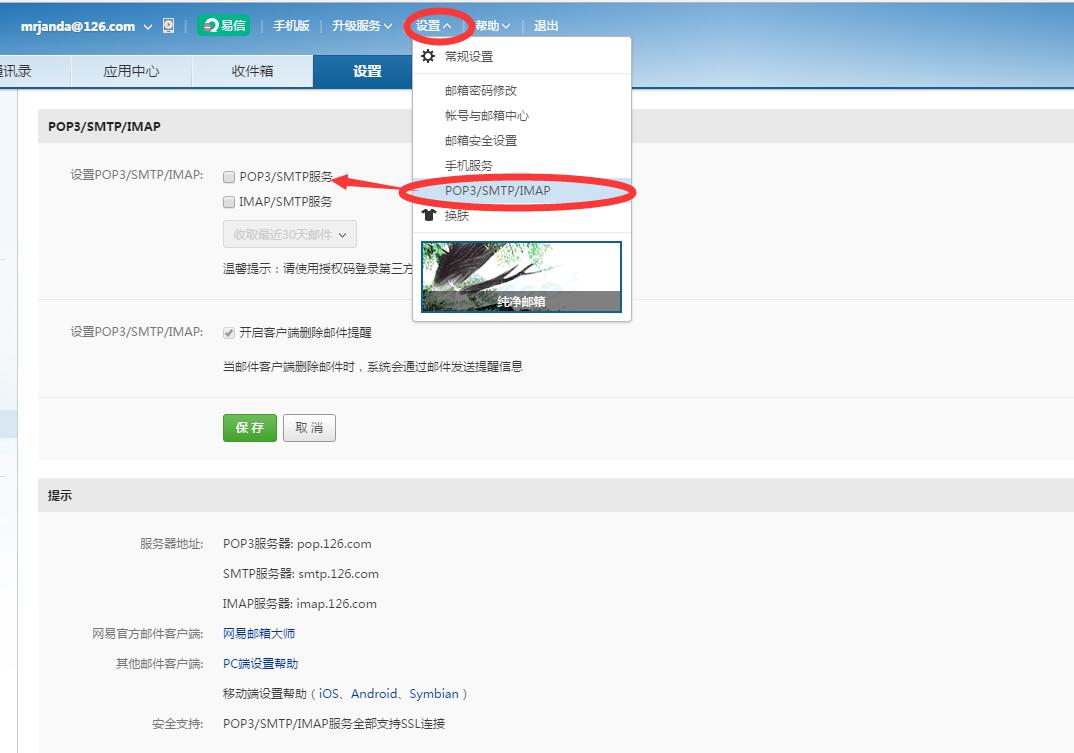 mrjanda@126.com 易信 手机版 升级服务 设置 帮助 退出
通讯录 应用中心 收件箱 设置
常规设置
邮箱密码修改
帐号与邮箱中心
邮箱安全设置
手机服务
POP3/SMTP/IMAP
换肤
纯净邮箱
POP3/SMTP/IMAP
设置POP3/SMTP/IMAP: POP3/SMTP服务
IMAP/SMTP服务
收取最近30天邮件
温馨提示：请使用授权码登录第三方
设置POP3/SMTP/IMAP: 开启客户端删除邮件提醒
当邮件客户端删除邮件时，系统会通过邮件发送提醒信息
保 存 取 消
提示
服务器地址: POP3服务器: pop.126.com
SMTP服务器: smtp.126.com
IMAP服务器: imap.126.com
网易官方邮件客户端: 网易邮箱大师
其他邮件客户端: PC端设置帮助
移动端设置帮助（iOS、Android、Symbian）
安全支持: POP3/SMTP/IMAP服务全部支持SSL连接